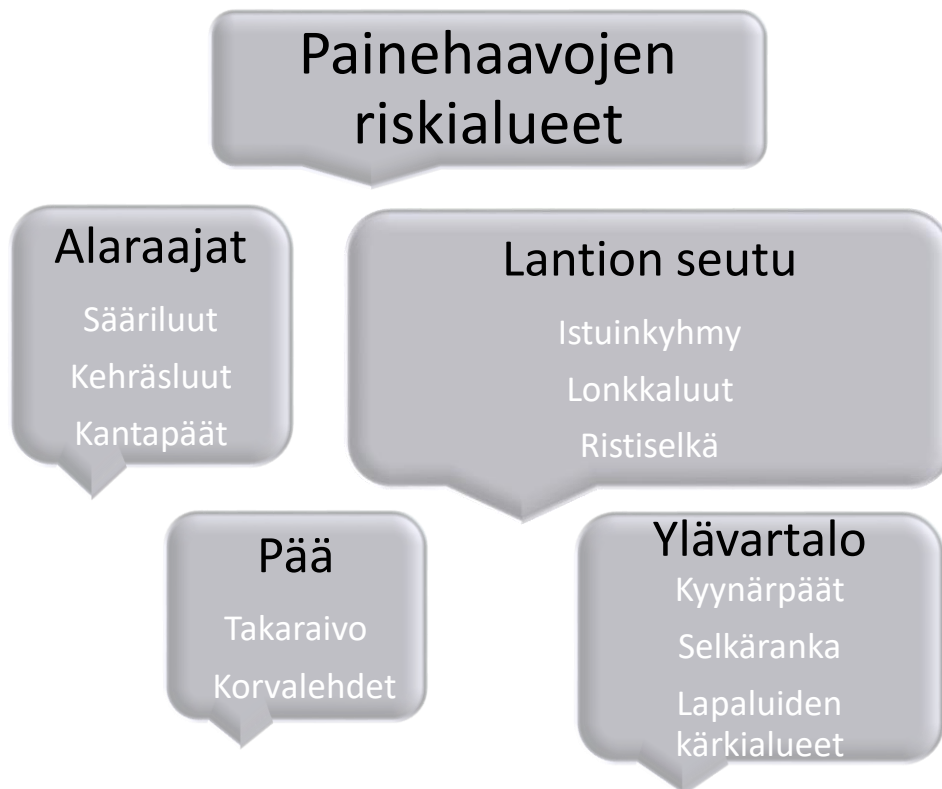 Painehaavojen
riskialueet
Alaraajat
Sääriluut
Kehräsluut
Kantapäät
Lantion seutu
Istuinkyhmy
Lonkkaluut
Ristiselkä
Pää
Takaraivo
Korvalehdet
Ylävartalo
Kyynärpäät
Selkäranka
Lapaluiden
kärkialueet